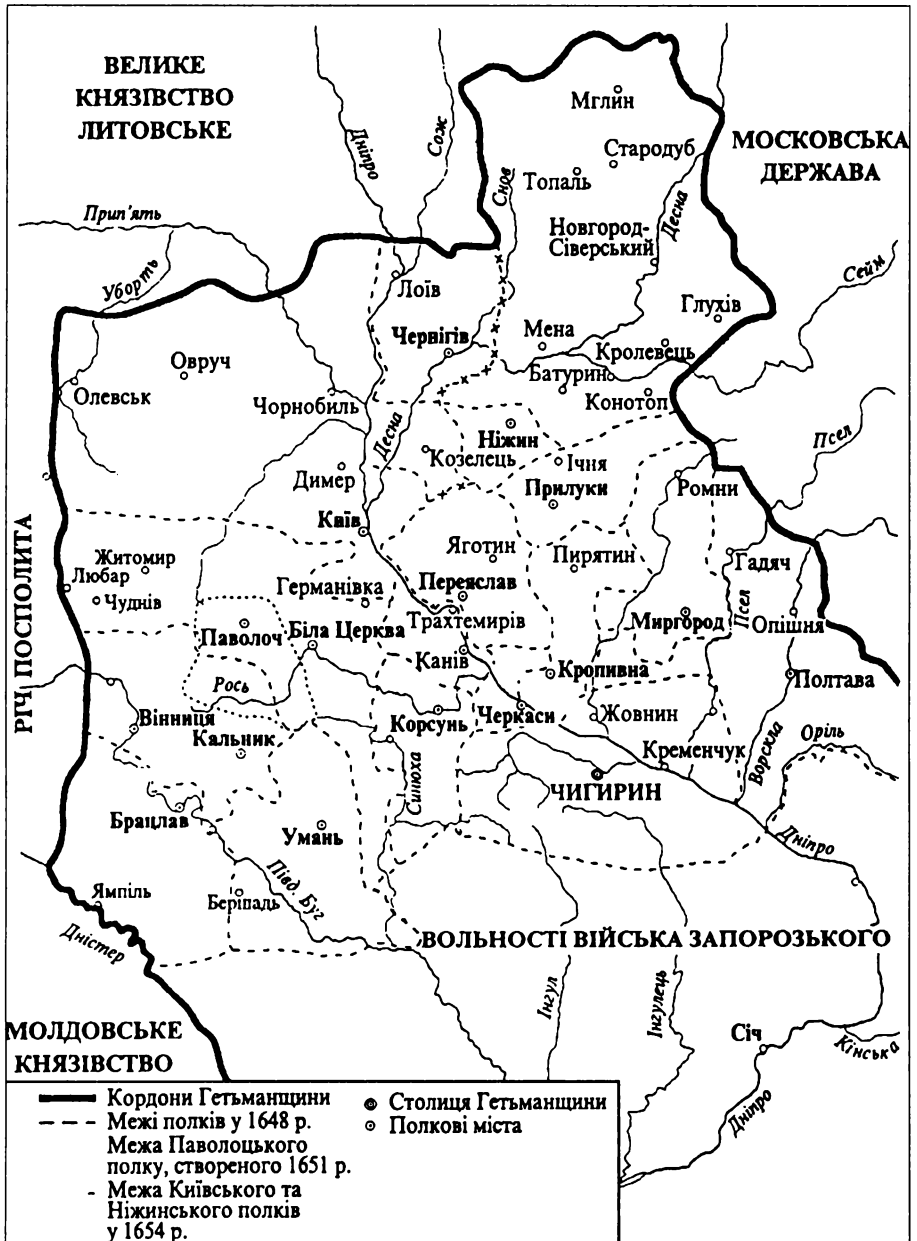 ВЕЛИКЕ
КНЯЗІВСТВО
ЛИТОВСЬКЕ
Дніпро
Сож
Мглин
Стародуб
Топаль
Снов
МОСКОВСЬКА
ДЕРЖАВА
Прип'ять
Новгород-
Сіверський
Десна
Уборть
Лоїв
Сейм
Глухів
Чернігів
Мена
Кролевець
Овруч
Олевськ
Чорнобиль
Батурин
Конотоп
Десна
Ніжин
Козелець
Ічня
Псел
Димер
Прилуки
Ромни
Київ
РІЧ ПОСПОЛИТА
Житомир
Любар
Чуднів
Яготин
Пирятин
Гадяч
Германівка
Переяслав
Трахтемирів
Миргород
Псел
Опішня
Паволоч
Біла Церква
Канів
Кропивна
Полтава
Рось
Вінниця
Корсунь
Черкаси
Жовнин
Кальник
Кременчук
Ворскла
Оріль
Синюха
ЧИГИРИН
Брацлав
Умань
Дніпро
Півд. Буг
Ямпіль
Беріпадь
Дністер
ВОЛЬНОСТІ ВІЙСЬКА ЗАПОРОЗЬКОГО
Інгул
Інгулець
МОЛДОВСЬКЕ
КНЯЗІВСТВО
Січ
Кінська
Дніпро
Кордони Гетьманщини
Межі полків у 1648 р.
Межа Паволоцького
полку, створеного 1651 р.
Межа Київського та
Ніжинського полків
у 1654 р.
Столиця Гетьманщини
Полкові міста